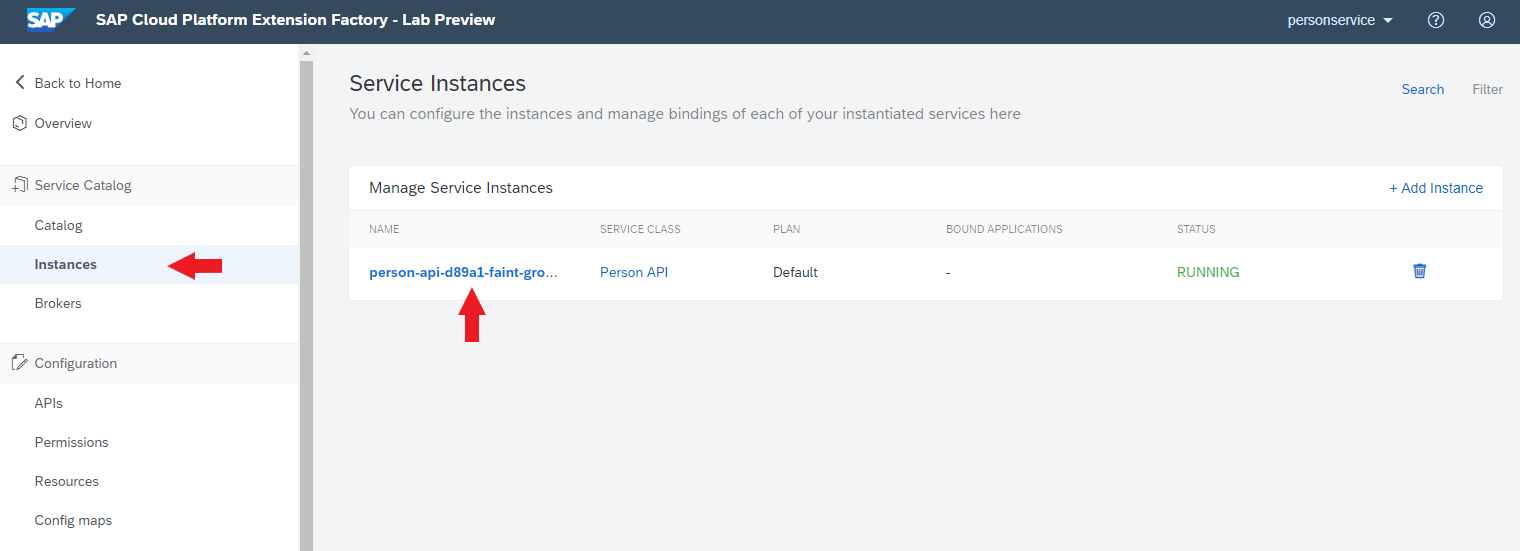 SAP SAP Cloud Platform Extension Factory - Lab Preview personservice
Back to Home
Overview
Service Catalog
Catalog
Instances
Brokers
Configuration
APIs
Permissions
Resources
Config maps
Service Instances
Search Filter
You can configure the instances and manage bindings of each of your instantiated services here
Manage Service Instances + Add Instance
NAME SERVICE CLASS PLAN BOUND APPLICATIONS STATUS
person-api-d89a1-faint-gro... Person API Default - RUNNING